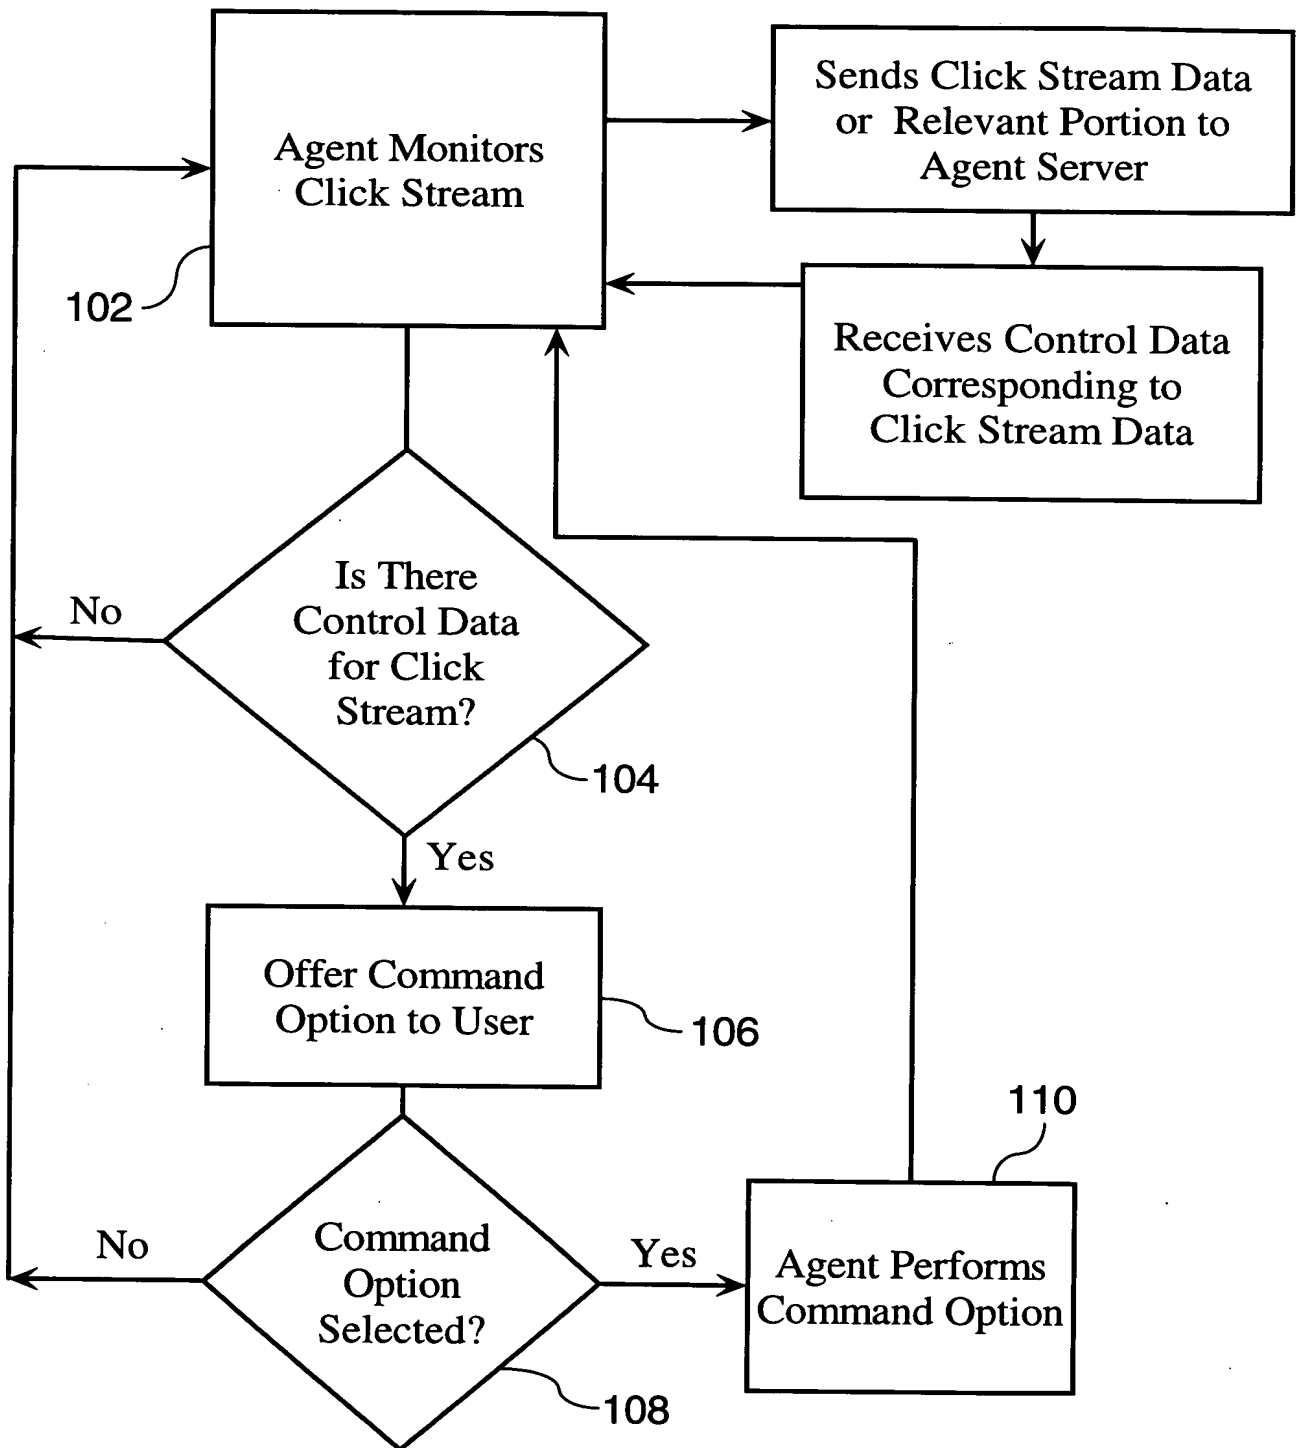 Agent Monitors
Click Stream
102
Sends Click Stream Data
or Relevant Portion to
Agent Server
Receives Control Data
Corresponding to
Click Stream Data
Is There
Control Data
for Click
Stream?
No
104
Yes
Offer Command
Option to User
106
Command
Option
Selected?
No
Yes
108
110
Agent Performs
Command Option